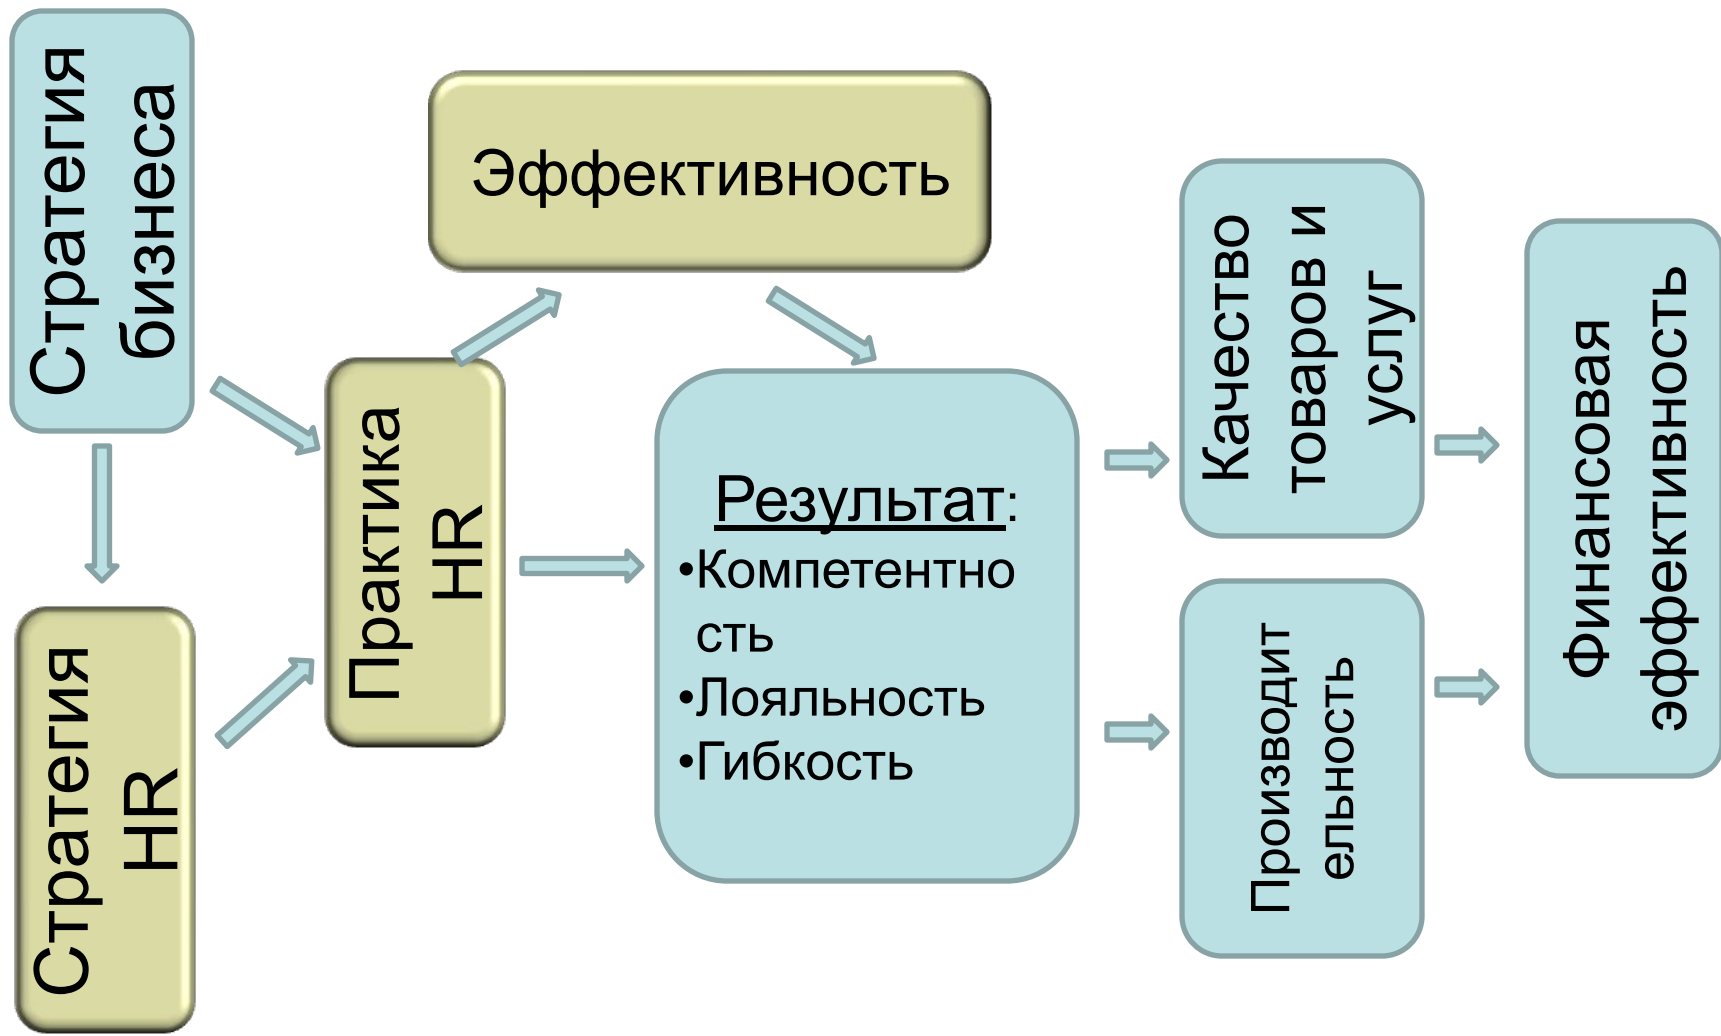 Стратегия
бизнеса
Стратегия
HR
Практика
HR
Эффективность
Результат:
•Компетентно
сть
•Лояльность
•Гибкость
Качество
товаров и
услуг
Производит
ельность
Финансовая
эффективность